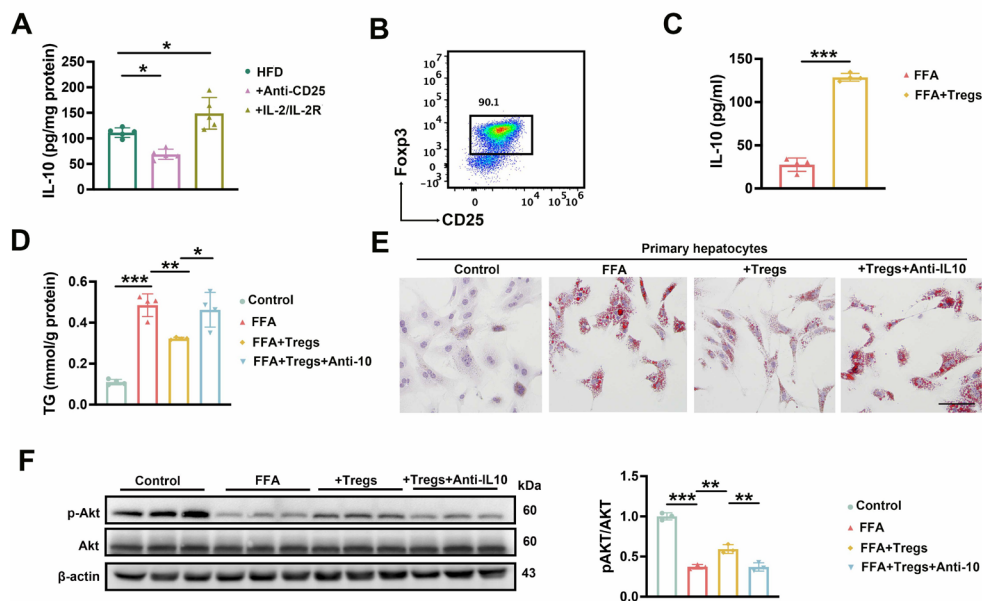 A
IL-10 (pg/mg protein)
200
150
100
50
0
*
*
HFD
+Anti-CD25
+IL-2/IL-2R
B
Foxp3
10^7
10^6
10^5
10^4
10^3
0
-10^3
90.1
0
10^4
10^5
10^6
CD25
C
IL-10 (pg/ml)
150
100
50
0
***
FFA
FFA+Tregs
D
TG (mmol/g protein)
0.6
0.4
0.2
0.0
***
**
*
Control
FFA
FFA+Tregs
FFA+Tregs+Anti-10
E
Primary hepatocytes
Control
FFA
+Tregs
+Tregs+Anti-IL10
F
Control
FFA
+Tregs
+Tregs+Anti-IL10
kDa
p-Akt
60
Akt
60
β-actin
43
pAKT/AKT
1.5
1.0
0.5
0.0
***
**
**
Control
FFA
FFA+Tregs
FFA+Tregs+Anti-10